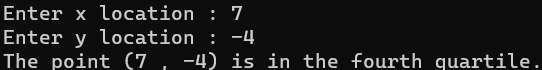 Enter x location : 7
Enter y location : -4
The point (7 , -4) is in the fourth quartile.